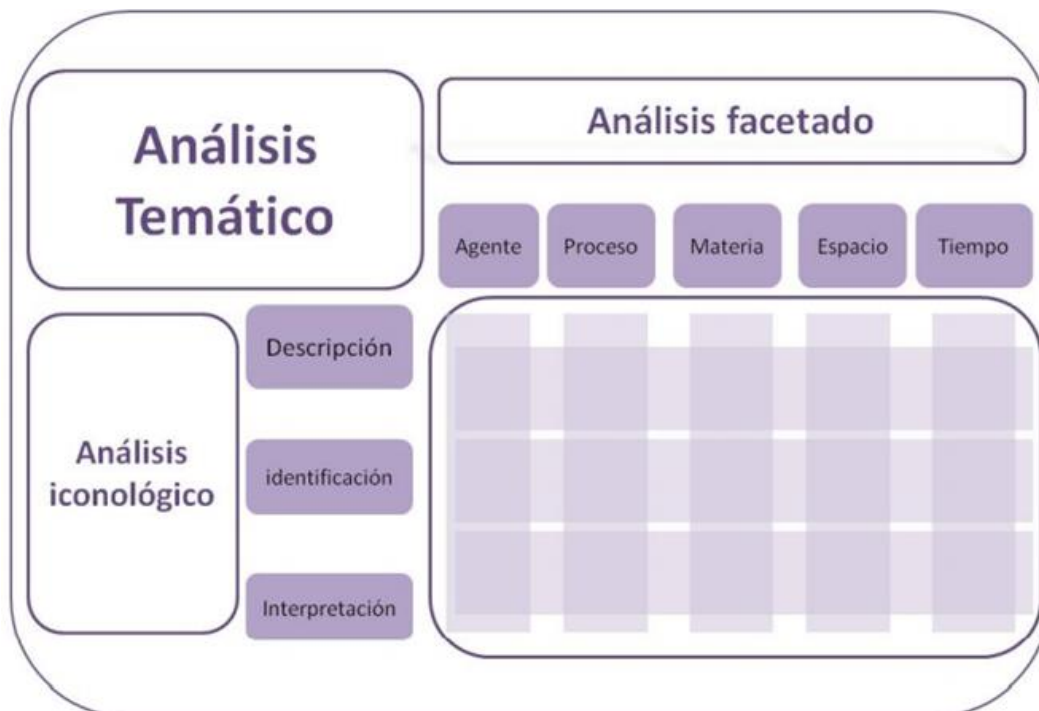 Análisis
Temático
Análisis facetado
Agente
Proceso
Materia
Espacio
Tiempo
Análisis
iconológico
Descripción
identificación
Interpretación